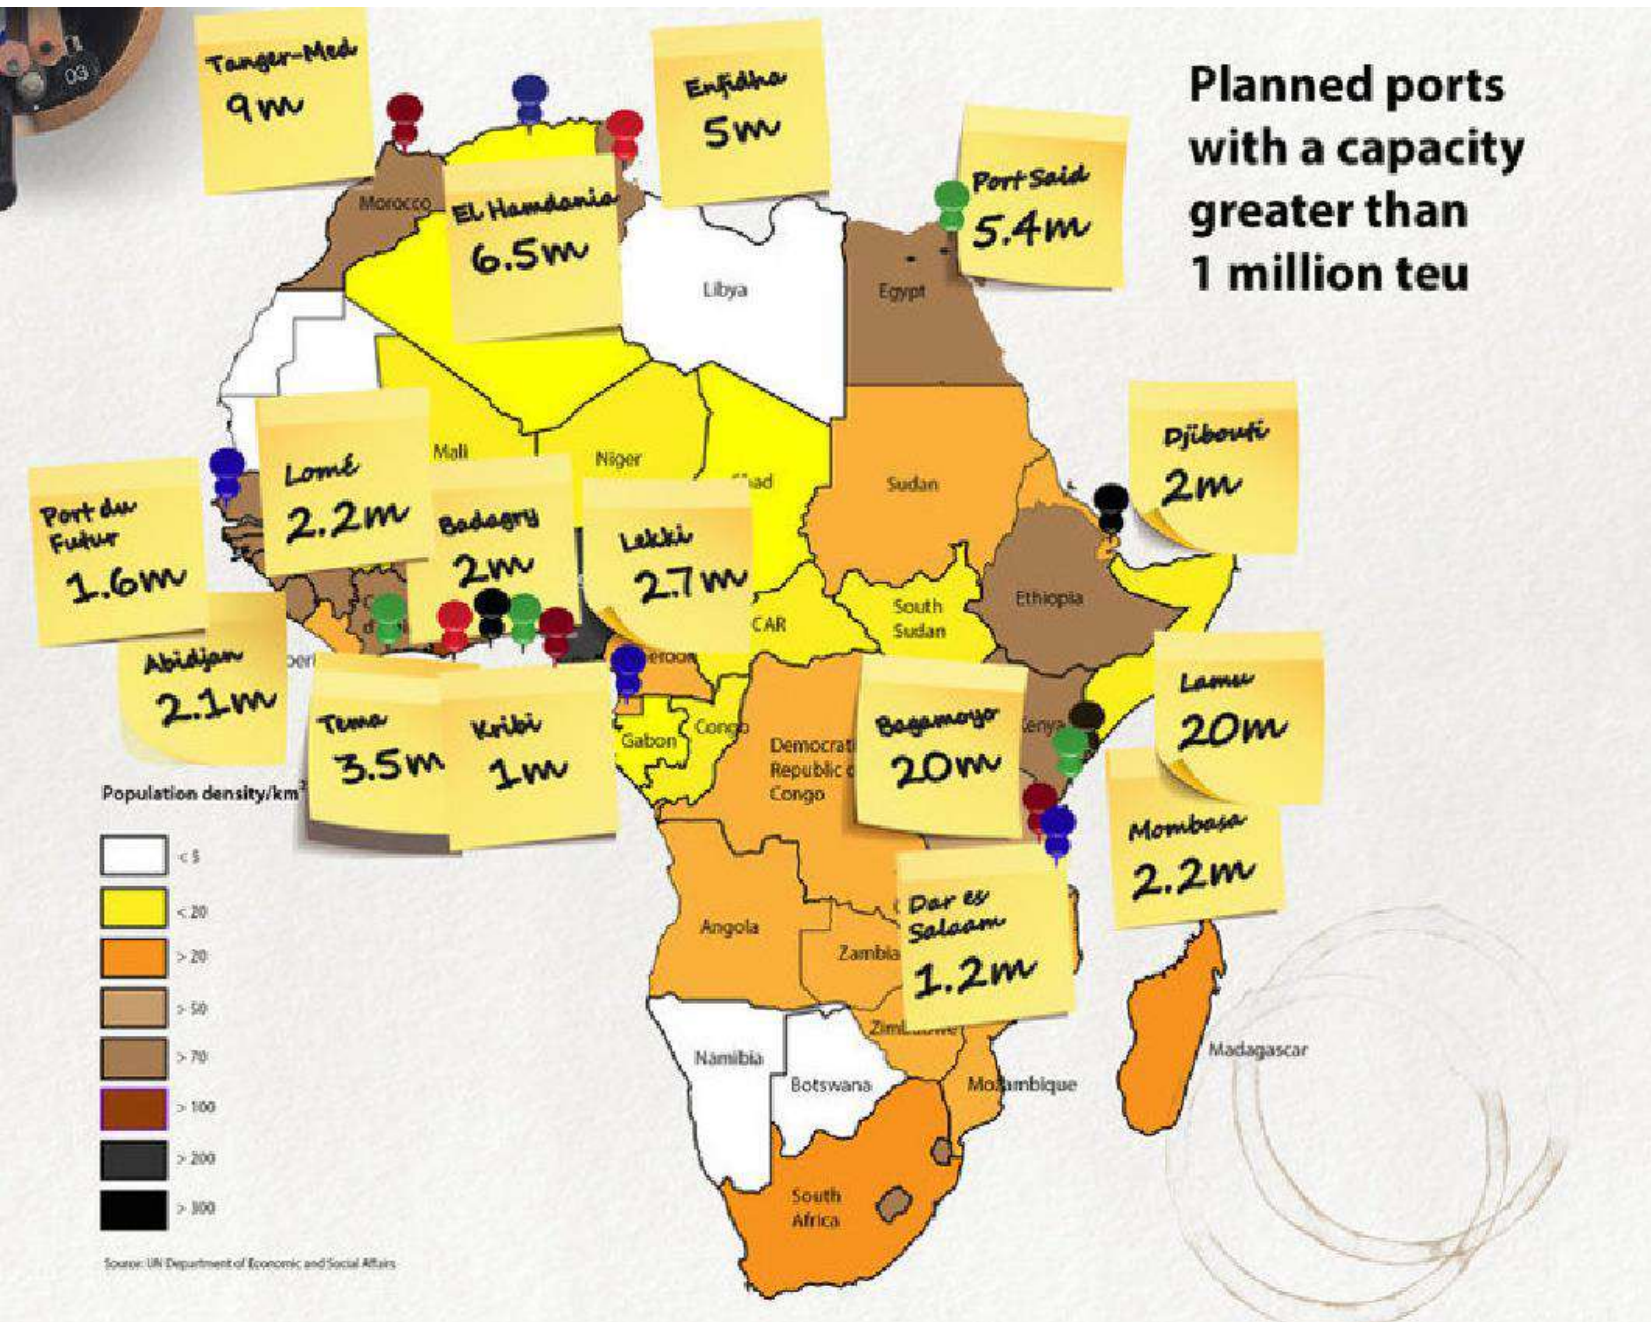 03
Tanger-Med
9m
Enfidha
5m
Planned ports
with a capacity
greater than
1 million teu
Port Said
5.4m
Morocco
El Hamdania
6.5m
Libya
Egypt
Djibouti
2m
Lomé
2.2m
Mali
Niger
Sudan
Port du
Futur
1.6m
Badagry
2m
Lekki
2.7m
CAR
South
Sudan
Ethiopia
Abidjan
2.1m
Tema
3.5m
Kribi
1m
Gabon
Congo
Democrat
Republic
Congo
Bagamoyo
20m
enya
Lamu
20m
Mombasa
2.2m
Population density/km²
< 5
< 20
> 20
> 50
> 70
> 100
> 200
> 300
Angola
Zambia
Dar es
Salaam
1.2m
Namibia
Botswana
Mozambique
Madagascar
South
Africa
Source: UN Department of Economic and Social Affairs